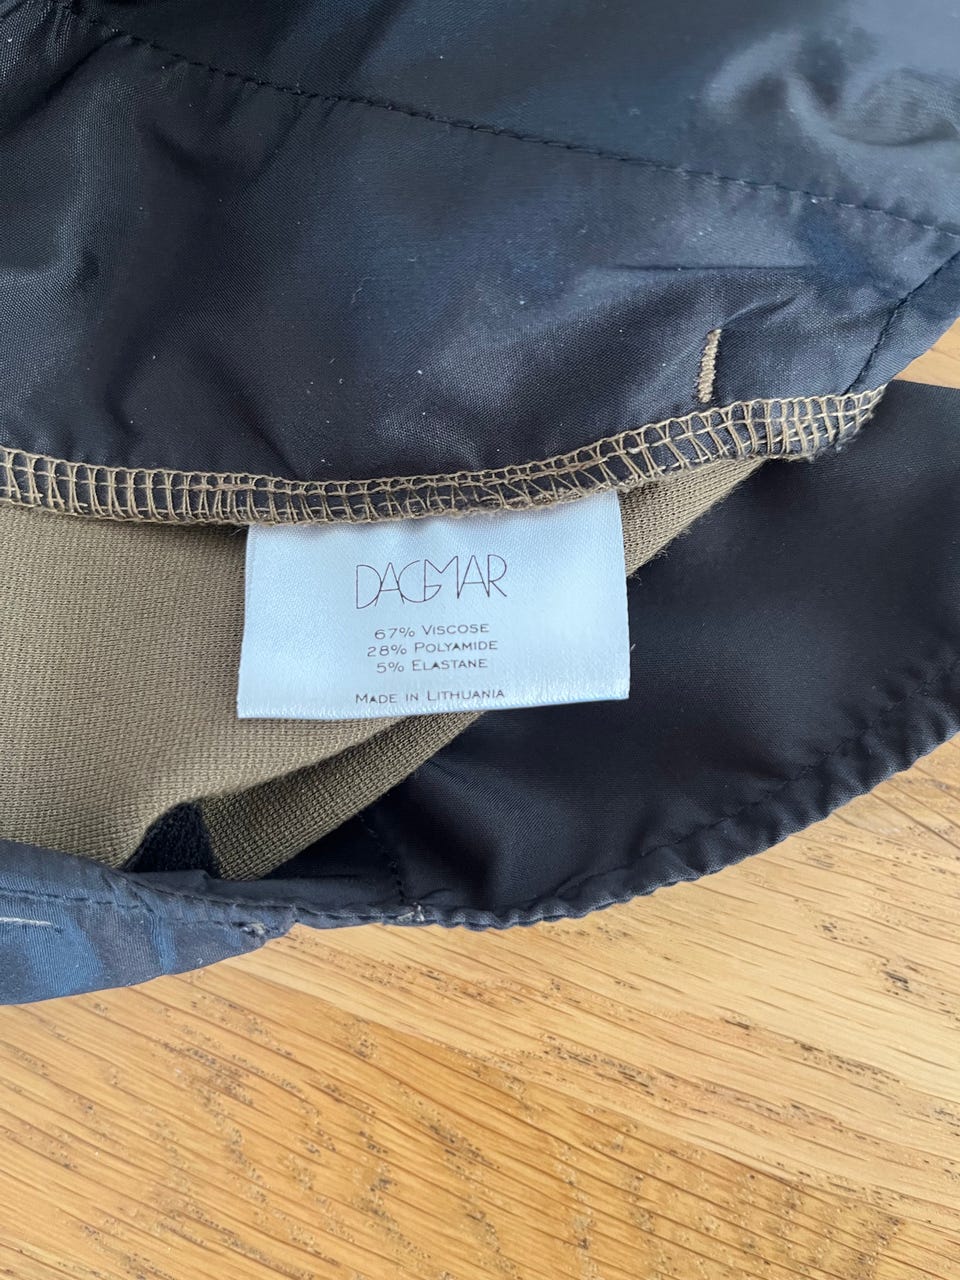 DAGMAR
67% VISCOSE
28% POLYAMIDE
5% ELASTANE
MADE IN LITHUANIA